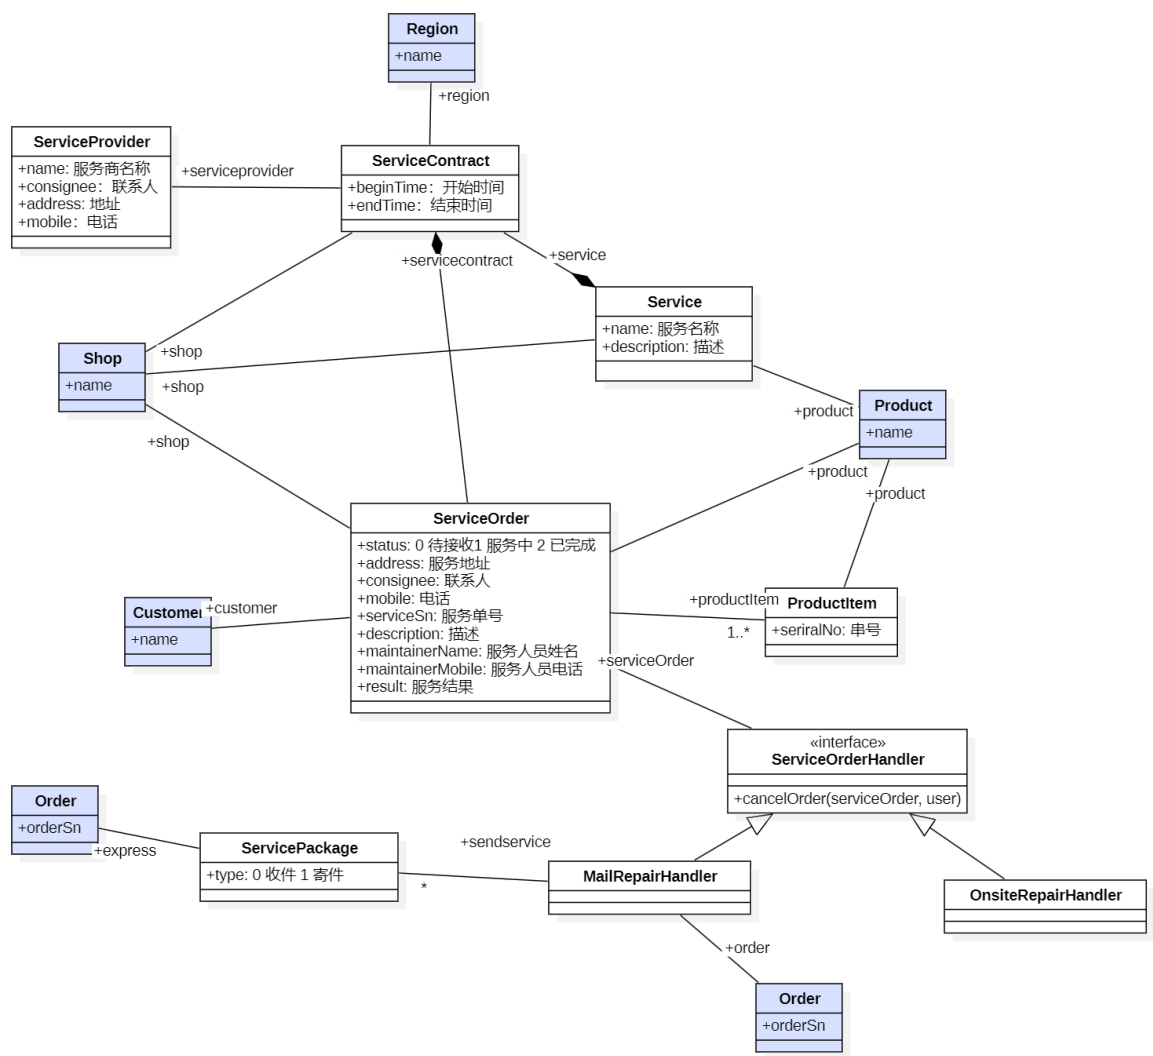 Region
+name
+region
ServiceProvider
+name: 服务商名称
+consignee：联系人
+address: 地址
+mobile：电话
+serviceprovider
ServiceContract
+beginTime：开始时间
+endTime：结束时间
+servicecontract
+service
Service
+name: 服务名称
+description: 描述
Shop
+name
+shop
+shop
+shop
Product
+name
+product
+product
+product
ServiceOrder
+status: 0 待接收1 服务中 2 已完成
+address: 服务地址
+consignee: 联系人
+mobile: 电话
+serviceSn: 服务单号
+description: 描述
+maintainerName: 服务人员姓名
+maintainerMobile: 服务人员电话
+result: 服务结果
Customer
+name
+customer
+productItem
1..*
ProductItem
+seriralNo: 串号
+serviceOrder
«interface»
ServiceOrderHandler
+cancelOrder(serviceOrder, user)
Order
+orderSn
+express
ServicePackage
+type: 0 收件 1 寄件
+sendservice
*
MailRepairHandler
OnsiteRepairHandler
+order
Order
+orderSn